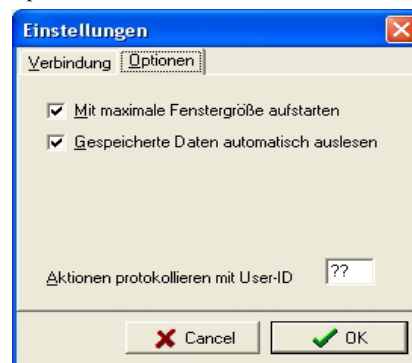 Einstellungen
Verbindung Optionen
Mit maximale Fenstergröße aufstarten
Gespeicherte Daten automatisch auslesen
Aktionen protokollieren mit User-ID ??
Cancel OK